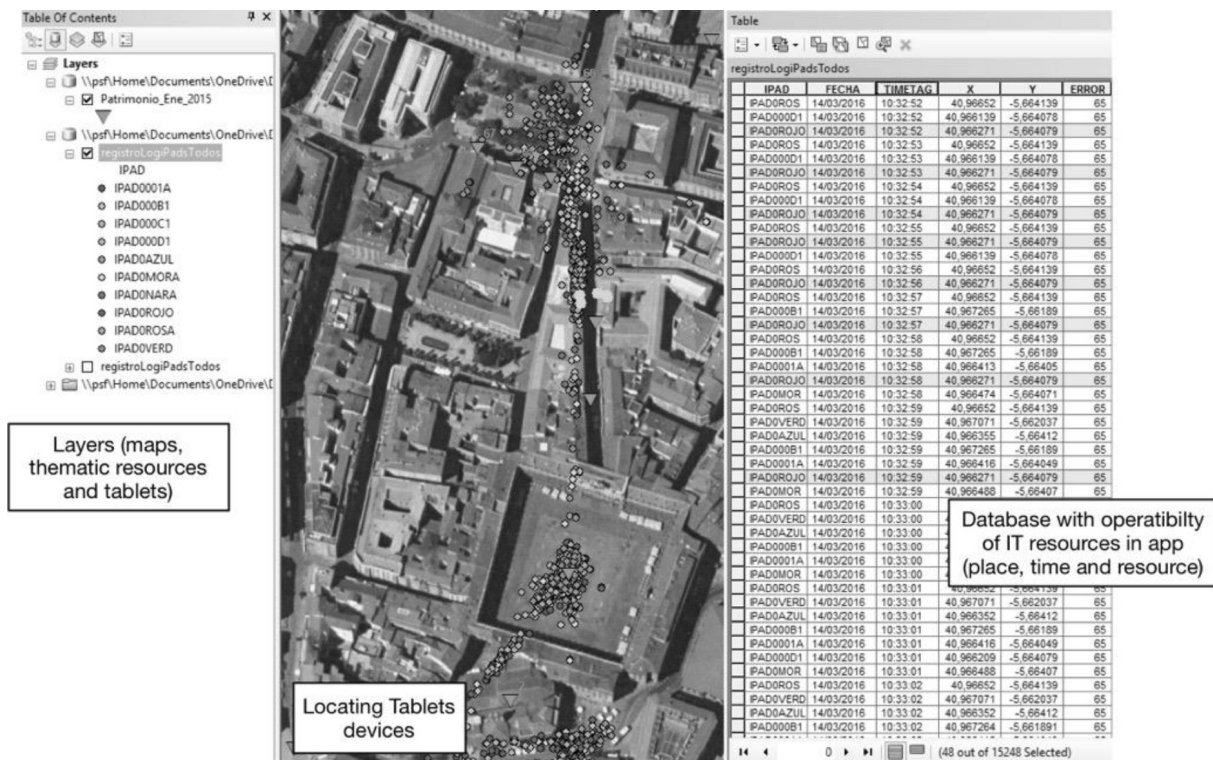 Table Of Contents
Layers
\\psf\Home\Documents\OneDrive\D
Patrimonio_Ene_2015
\\psf\Home\Documents\OneDrive\D
registroLogiPadsTodos
IPAD
IPAD0001A
IPAD000B1
IPAD000C1
IPAD000D1
IPAD0AZUL
IPAD0MORA
IPAD0NARA
IPAD0ROJO
IPAD0ROSA
IPAD0VERD
registroLogiPadsTodos
\\psf\Home\Documents\OneDrive\D
Layers (maps,
thematic resources
and tablets)
67
Locating Tablets
devices
Table
registroLogiPadsTodos
IPAD FECHA TIMETAG X Y ERROR
IPAD0ROS 14/03/2016 10:32:52 40,96652 -5,664139 65
IPAD000D1 14/03/2016 10:32:52 40,966139 -5,664078 65
IPAD0ROJO 14/03/2016 10:32:52 40,966271 -5,664079 65
IPAD0ROS 14/03/2016 10:32:53 40,96652 -5,664139 65
IPAD000D1 14/03/2016 10:32:53 40,966139 -5,664078 65
IPAD0ROJO 14/03/2016 10:32:53 40,966271 -5,664079 65
IPAD0ROS 14/03/2016 10:32:54 40,96652 -5,664139 65
IPAD000D1 14/03/2016 10:32:54 40,966139 -5,664078 65
IPAD0ROJO 14/03/2016 10:32:54 40,966271 -5,664079 65
IPAD0ROS 14/03/2016 10:32:55 40,96652 -5,664139 65
IPAD0ROJO 14/03/2016 10:32:55 40,966271 -5,664079 65
IPAD000D1 14/03/2016 10:32:55 40,966139 -5,664078 65
IPAD0ROS 14/03/2016 10:32:56 40,96652 -5,664139 65
IPAD0ROJO 14/03/2016 10:32:56 40,966271 -5,664079 65
IPAD0ROS 14/03/2016 10:32:57 40,96652 -5,664139 65
IPAD000B1 14/03/2016 10:32:57 40,967265 -5,66189 65
IPAD0ROJO 14/03/2016 10:32:57 40,966271 -5,664079 65
IPAD0ROS 14/03/2016 10:32:58 40,96652 -5,664139 65
IPAD000B1 14/03/2016 10:32:58 40,967265 -5,66189 65
IPAD0001A 14/03/2016 10:32:58 40,966413 -5,66405 65
IPAD0ROJO 14/03/2016 10:32:58 40,966271 -5,664079 65
IPAD0MOR 14/03/2016 10:32:58 40,966474 -5,664071 65
IPAD0ROS 14/03/2016 10:32:59 40,96652 -5,664139 65
IPAD0VERD 14/03/2016 10:32:59 40,967071 -5,662037 65
IPAD0AZUL 14/03/2016 10:32:59 40,966355 -5,66412 65
IPAD000B1 14/03/2016 10:32:59 40,967265 -5,66189 65
IPAD0001A 14/03/2016 10:32:59 40,966416 -5,664049 65
IPAD0ROJO 14/03/2016 10:32:59 40,966271 -5,664079 65
IPAD0MOR 14/03/2016 10:32:59 40,966488 -5,66407 65
IPAD0ROS 14/03/2016 10:33:00
IPAD0VERD 14/03/2016 10:33:00
IPAD0AZUL 14/03/2016 10:33:00
IPAD000B1 14/03/2016 10:33:00
IPAD0001A 14/03/2016 10:33:00
IPAD0MOR 14/03/2016 10:33:00
Database with operatibilty
of IT resources in app
(place, time and resource)
IPAD0ROS 14/03/2016 10:33:01 40,96652 -5,664139 65
IPAD0VERD 14/03/2016 10:33:01 40,967071 -5,662037 65
IPAD0AZUL 14/03/2016 10:33:01 40,966352 -5,66412 65
IPAD000B1 14/03/2016 10:33:01 40,967265 -5,66189 65
IPAD0001A 14/03/2016 10:33:01 40,966416 -5,664049 65
IPAD000D1 14/03/2016 10:33:01 40,966209 -5,664079 65
IPAD0MOR 14/03/2016 10:33:01 40,966488 -5,66407 65
IPAD0ROS 14/03/2016 10:33:02 40,96652 -5,664139 65
IPAD0VERD 14/03/2016 10:33:02 40,967071 -5,662037 65
IPAD0AZUL 14/03/2016 10:33:02 40,966352 -5,66412 65
IPAD000B1 14/03/2016 10:33:02 40,967264 -5,661891 65
0
(48 out of 15248 Selected)